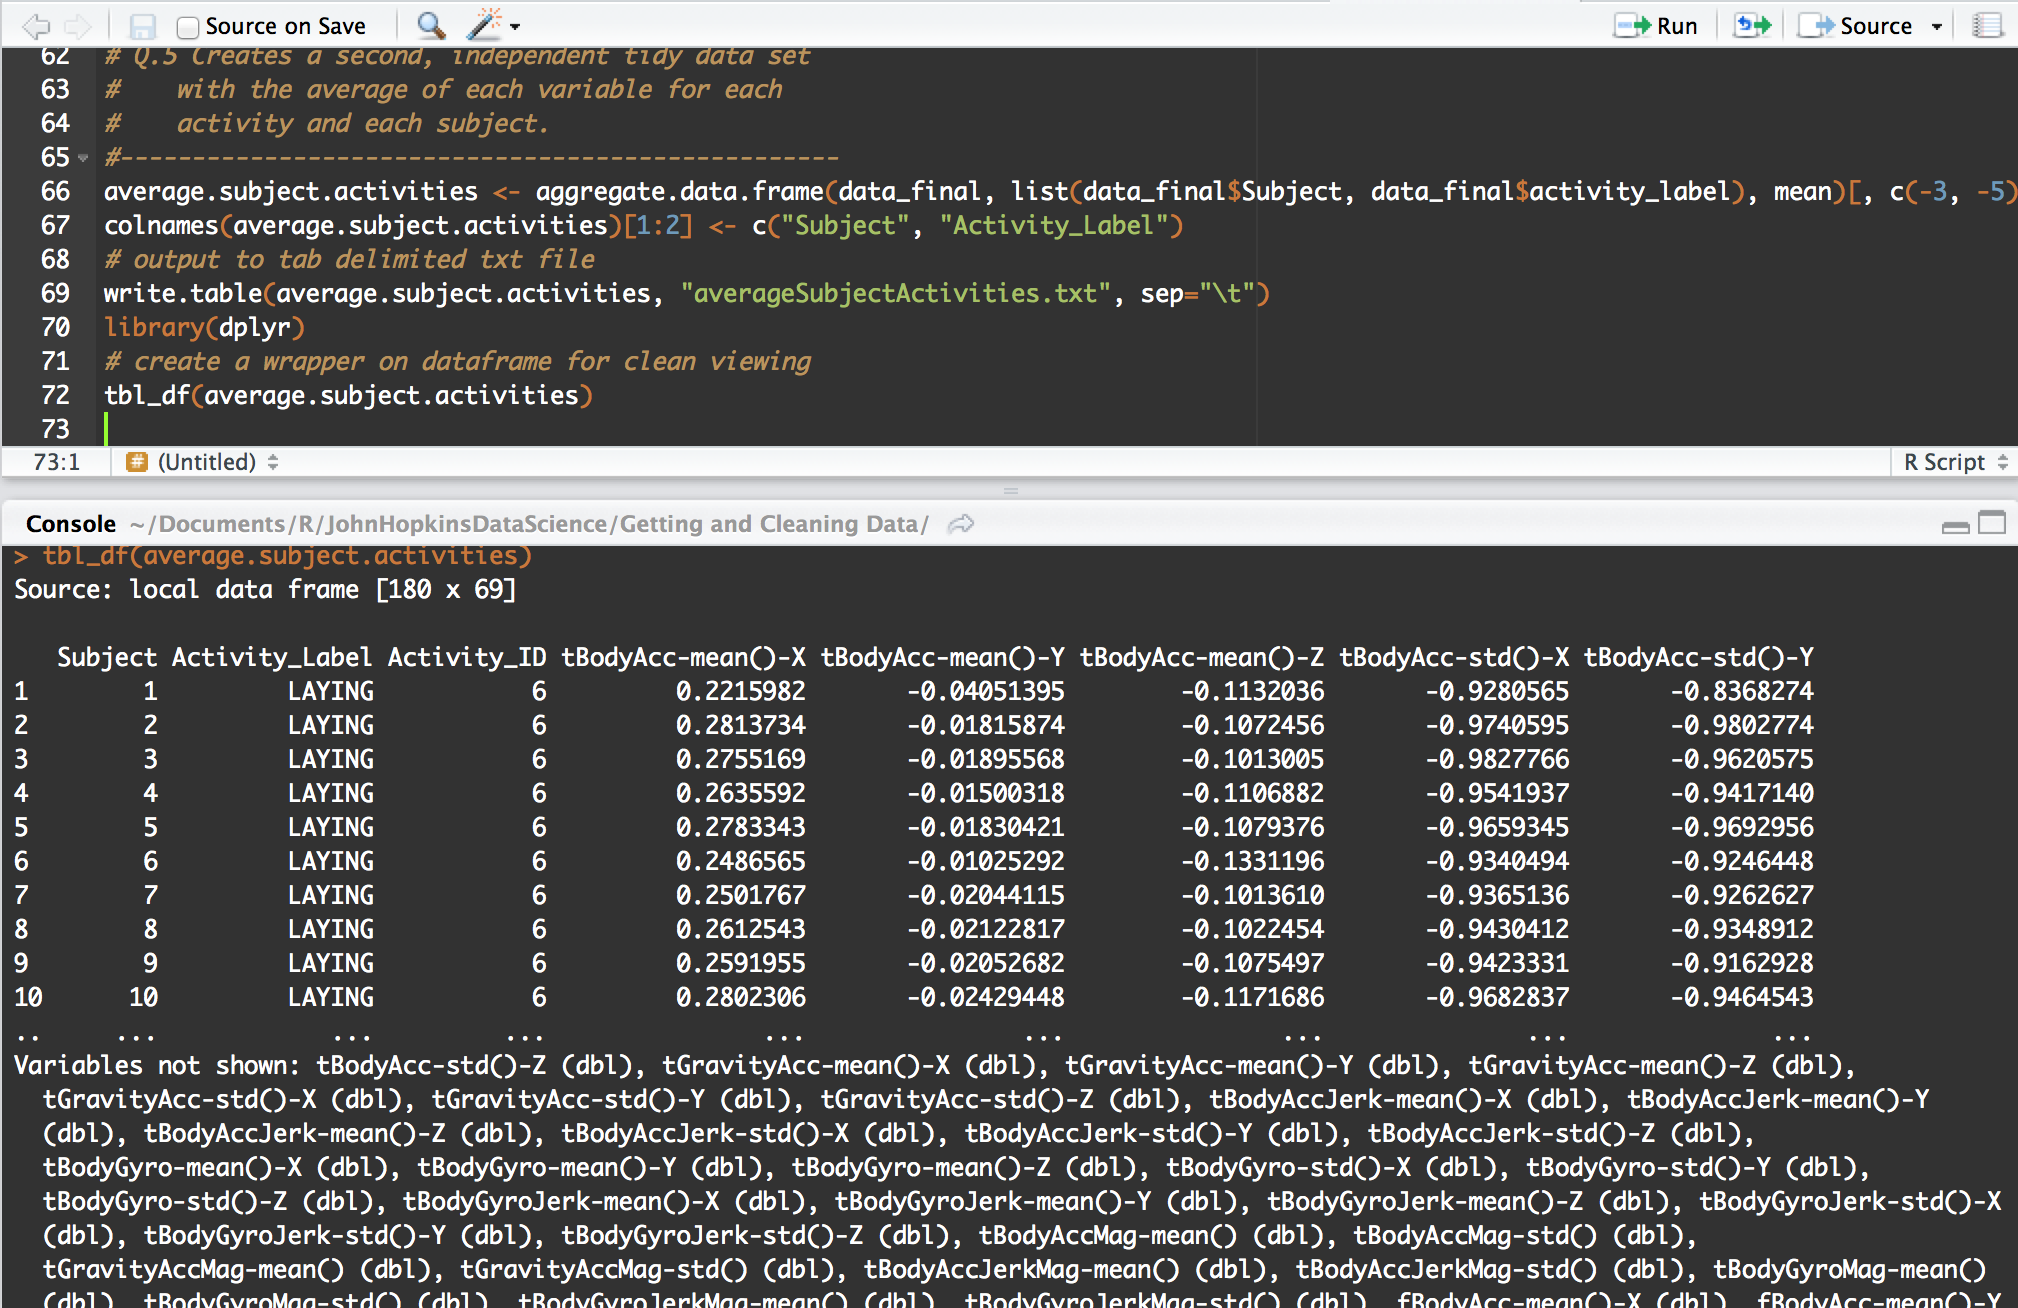 Source on Save Run Source
62 # Q.5 Creates a second, independent tidy data set
63 #    with the average of each variable for each
64 #    activity and each subject.
65 #--------------------------------------------------
66 average.subject.activities <- aggregate.data.frame(data_final, list(data_final$Subject, data_final$activity_label), mean)[, c(-3, -5)
67 colnames(average.subject.activities)[1:2] <- c("Subject", "Activity_Label")
68 # output to tab delimited txt file
69 write.table(average.subject.activities, "averageSubjectActivities.txt", sep="\t")
70 library(dplyr)
71 # create a wrapper on dataframe for clean viewing
72 tbl_df(average.subject.activities)
73
73:1 # (Untitled) R Script
Console ~/Documents/R/JohnHopkinsDataScience/Getting and Cleaning Data/
> tbl_df(average.subject.activities)
Source: local data frame [180 x 69]
Subject Activity_Label Activity_ID tBodyAcc-mean()-X tBodyAcc-mean()-Y tBodyAcc-mean()-Z tBodyAcc-std()-X tBodyAcc-std()-Y
1 1 LAYING 6 0.2215982 -0.04051395 -0.1132036 -0.9280565 -0.8368274
2 2 LAYING 6 0.2813734 -0.01815874 -0.1072456 -0.9740595 -0.9802774
3 3 LAYING 6 0.2755169 -0.01895568 -0.1013005 -0.9827766 -0.9620575
4 4 LAYING 6 0.2635592 -0.01500318 -0.1106882 -0.9541937 -0.9417140
5 5 LAYING 6 0.2783343 -0.01830421 -0.1079376 -0.9659345 -0.9692956
6 6 LAYING 6 0.2486565 -0.01025292 -0.1331196 -0.9340494 -0.9246448
7 7 LAYING 6 0.2501767 -0.02044115 -0.1013610 -0.9365136 -0.9262627
8 8 LAYING 6 0.2612543 -0.02122817 -0.1022454 -0.9430412 -0.9348912
9 9 LAYING 6 0.2591955 -0.02052682 -0.1075497 -0.9423331 -0.9162928
10 10 LAYING 6 0.2802306 -0.02429448 -0.1171686 -0.9682837 -0.9464543
.. ... ... ... ... ... ... ... ...
Variables not shown: tBodyAcc-std()-Z (dbl), tGravityAcc-mean()-X (dbl), tGravityAcc-mean()-Y (dbl), tGravityAcc-mean()-Z (dbl),
tGravityAcc-std()-X (dbl), tGravityAcc-std()-Y (dbl), tGravityAcc-std()-Z (dbl), tBodyAccJerk-mean()-X (dbl), tBodyAccJerk-mean()-Y
(dbl), tBodyAccJerk-mean()-Z (dbl), tBodyAccJerk-std()-X (dbl), tBodyAccJerk-std()-Y (dbl), tBodyAccJerk-std()-Z (dbl),
tBodyGyro-mean()-X (dbl), tBodyGyro-mean()-Y (dbl), tBodyGyro-mean()-Z (dbl), tBodyGyro-std()-X (dbl), tBodyGyro-std()-Y (dbl),
tBodyGyro-std()-Z (dbl), tBodyGyroJerk-mean()-X (dbl), tBodyGyroJerk-mean()-Y (dbl), tBodyGyroJerk-mean()-Z (dbl), tBodyGyroJerk-std()-X
(dbl), tBodyGyroJerk-std()-Y (dbl), tBodyGyroJerk-std()-Z (dbl), tBodyAccMag-mean() (dbl), tBodyAccMag-std() (dbl),
tGravityAccMag-mean() (dbl), tGravityAccMag-std() (dbl), tBodyAccJerkMag-mean() (dbl), tBodyAccJerkMag-std() (dbl), tBodyGyroMag-mean()
(dbl), tBodyGyroMag-std() (dbl), tBodyGyroJerkMag-mean() (dbl), tBodyGyroJerkMag-std() (dbl), fBodyAcc-mean()-X (dbl), fBodyAcc-mean()-Y